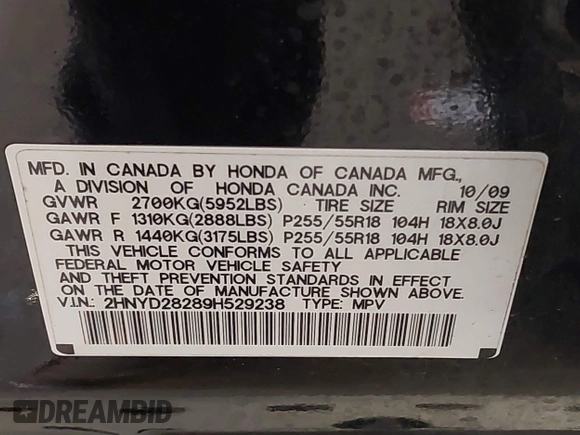 MFD. IN CANADA BY HONDA OF CANADA MFG.,
A DIVISION OF HONDA CANADA INC. 10/09
GVWR 2700KG(5952LBS) TIRE SIZE RIM SIZE
GAWR F 1310KG(2888LBS) P255/55R18 104H 18X8.0J
GAWR R 1440KG(3175LBS) P255/55R18 104H 18X8.0J
THIS VEHICLE CONFORMS TO ALL APPLICABLE
FEDERAL MOTOR VEHICLE SAFETY
AND THEFT PREVENTION STANDARDS IN EFFECT
ON THE DATE OF MANUFACTURE SHOWN ABOVE.
V.I.N.: 2HNYD28289H529238 TYPE: MPV
DREAMBID